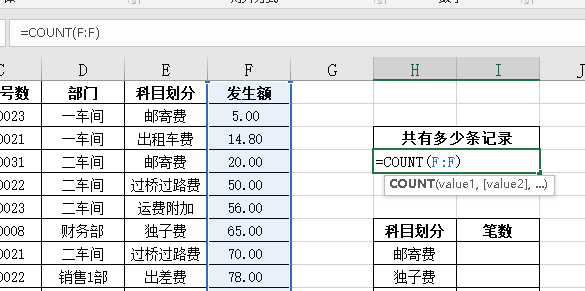 =COUNT(F:F)
C D E F G H I J
号数 部门 科目划分 发生额
0023 一车间 邮寄费 5.00
0021 一车间 出租车费 14.80 共有多少条记录
0031 二车间 邮寄费 20.00 =COUNT(F:F)
0022 二车间 过桥过路费 50.00 COUNT(value1, [value2], ...)
0023 二车间 运费附加 56.00
0008 财务部 独子费 65.00 科目划分 笔数
0021 二车间 过桥过路费 70.00 邮寄费
0022 销售1部 出差费 78.00 独子费